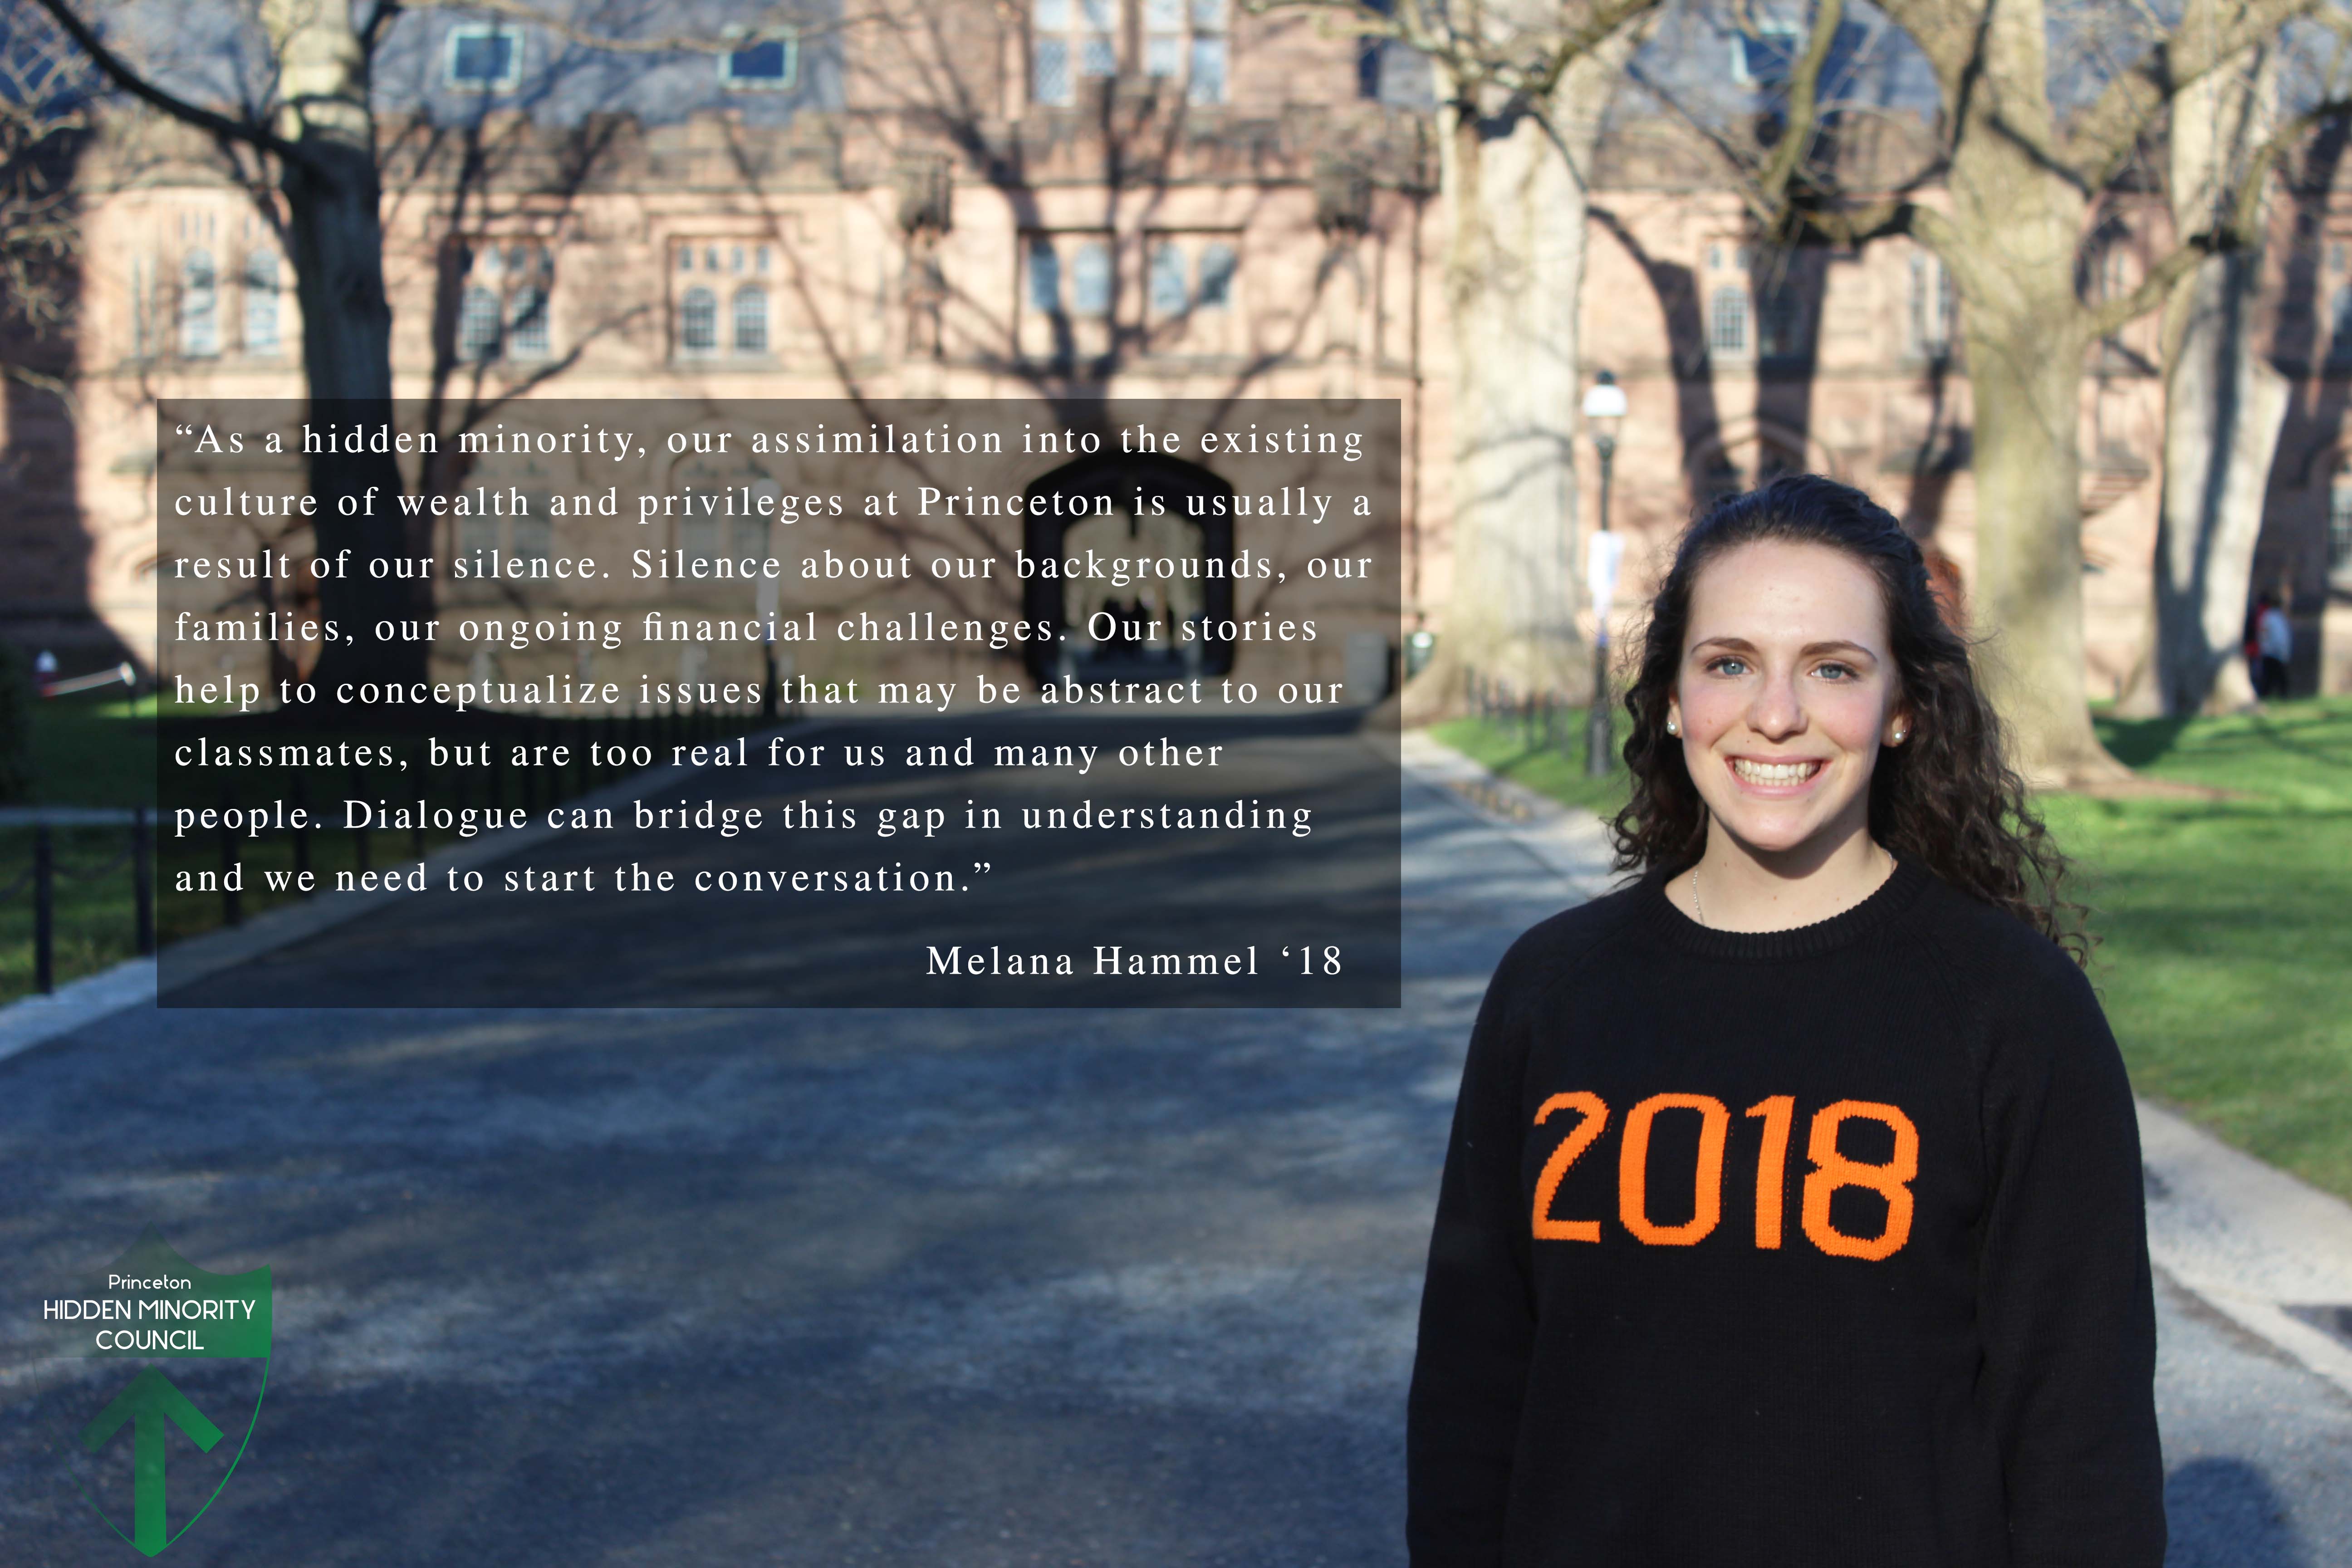 “As a hidden minority, our assimilation into the existing
culture of wealth and privileges at Princeton is usually a
result of our silence. Silence about our backgrounds, our
families, our ongoing financial challenges. Our stories
help to conceptualize issues that may be abstract to our
classmates, but are too real for us and many other
people. Dialogue can bridge this gap in understanding
and we need to start the conversation.”
Melana Hammel ‘18
2018
Princeton
HIDDEN MINORITY
COUNCIL